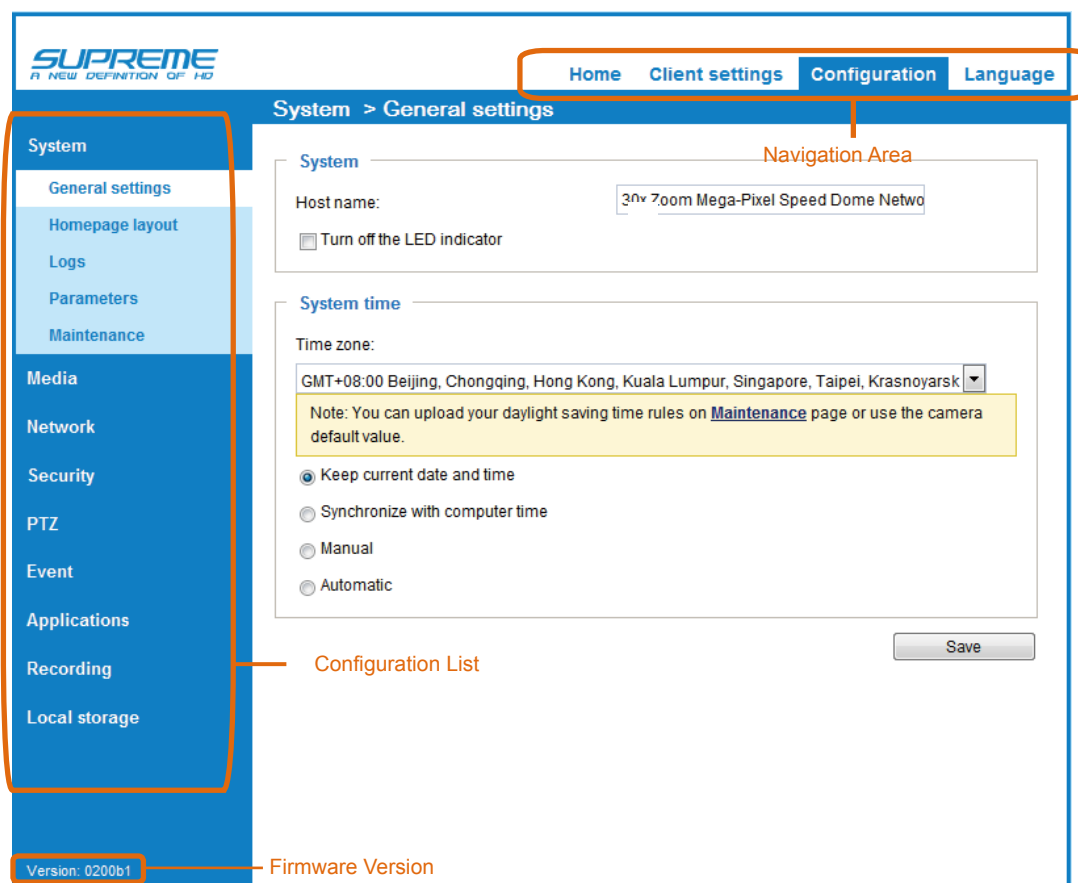 SUPREME
A NEW DEFINITION OF HD
Home Client settings Configuration Language
System > General settings
Navigation Area
System
General settings
Homepage layout
Logs
Parameters
Maintenance
Media
Network
Security
PTZ
Event
Applications
Recording
Local storage
Configuration List
Version: 0200b1
Firmware Version
System
Host name: 30x Zoom Mega-Pixel Speed Dome Netwo
Turn off the LED indicator
System time
Time zone:
GMT+08:00 Beijing, Chongqing, Hong Kong, Kuala Lumpur, Singapore, Taipei, Krasnoyarsk
Note: You can upload your daylight saving time rules on Maintenance page or use the camera
default value.
Keep current date and time
Synchronize with computer time
Manual
Automatic
Save